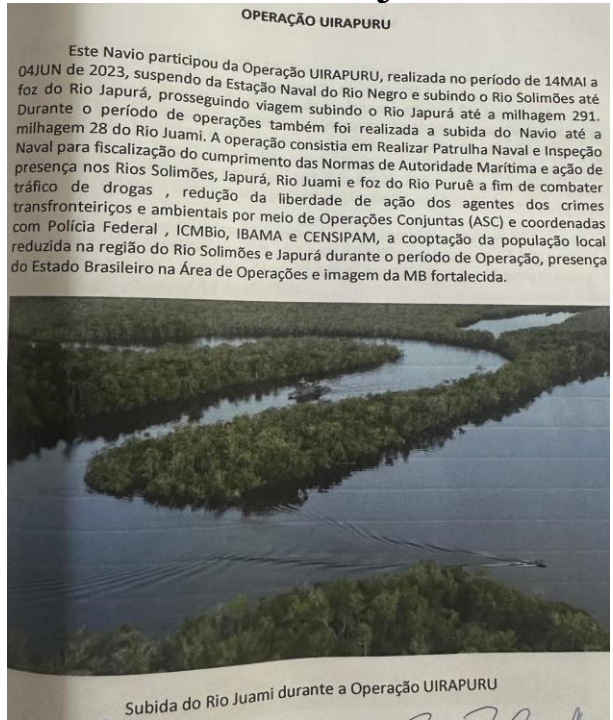 OPERAÇÃO UIRAPURU
Este Navio participou da Operação UIRAPURU, realizada no período de 14MAI a
04JUN de 2023, suspendo da Estação Naval do Rio Negro e subindo o Rio Solimões até
foz do Rio Japurá, prosseguindo viagem subindo o Rio Japurá até a milhagem 291.
Durante o período de operações também foi realizada a subida do Navio até a
milhagem 28 do Rio Juami. A operação consistia em Realizar Patrulha Naval e Inspeção
Naval para fiscalização do cumprimento das Normas de Autoridade Marítima e ação de
presença nos Rios Solimões, Japurá, Rio Juami e foz do Rio Puruê a fim de combater
tráfico de drogas , redução da liberdade de ação dos agentes dos crimes
transfronteiriços e ambientais por meio de Operações Conjuntas (ASC) e coordenadas
com Polícia Federal , ICMBio, IBAMA e CENSIPAM, a cooptação da população local
reduzida na região do Rio Solimões e Japurá durante o período de Operação, presença
do Estado Brasileiro na Área de Operações e imagem da MB fortalecida.
Subida do Rio Juami durante a Operação UIRAPURU